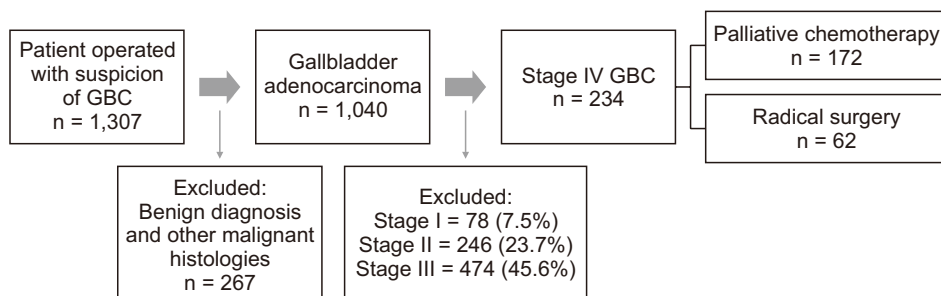 Patient operated
with suspicion
of GBC
n = 1,307
Gallbladder
adenocarcinoma
n = 1,040
Stage IV GBC
n = 234
Palliative chemotherapy
n = 172
Radical surgery
n = 62
Excluded:
Benign diagnosis
and other malignant
histologies
n = 267
Excluded:
Stage I = 78 (7.5%)
Stage II = 246 (23.7%)
Stage III = 474 (45.6%)